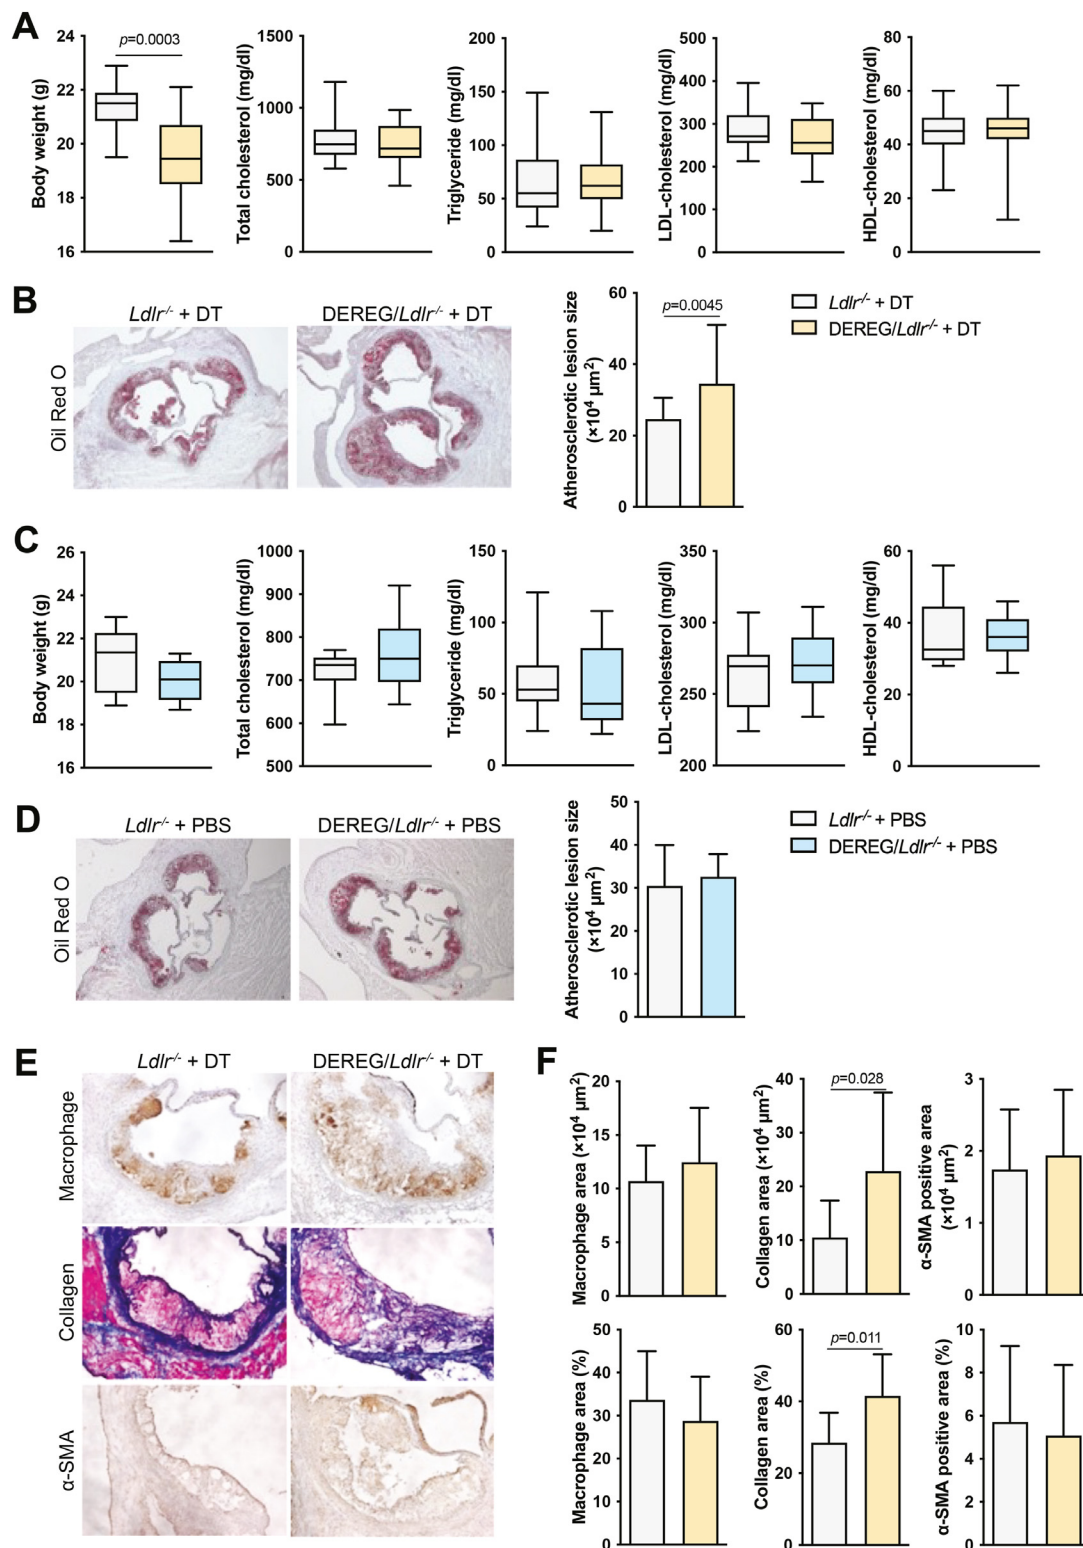 A
p=0.0003
Body weight (g)
24
22
20
18
16
Total cholesterol (mg/dl)
1500
1000
500
0
Triglyceride (mg/dl)
200
150
100
50
0
LDL-cholesterol (mg/dl)
500
400
300
200
100
0
HDL-cholesterol (mg/dl)
80
60
40
20
0
B
Ldlr-/- + DT
DEREG/Ldlr-/- + DT
Oil Red O
Atherosclerotic lesion size
(×10⁴ µm²)
60
40
20
0
p=0.0045
Ldlr-/- + DT
DEREG/Ldlr-/- + DT
C
Body weight (g)
26
24
22
20
18
16
Total cholesterol (mg/dl)
1000
900
800
700
600
500
Triglyceride (mg/dl)
150
100
50
0
LDL-cholesterol (mg/dl)
350
300
250
200
HDL-cholesterol (mg/dl)
60
40
20
0
D
Ldlr-/- + PBS
DEREG/Ldlr-/- + PBS
Oil Red O
Atherosclerotic lesion size
(×10⁴ µm²)
50
40
30
20
10
0
Ldlr-/- + PBS
DEREG/Ldlr-/- + PBS
E
Ldlr-/- + DT
DEREG/Ldlr-/- + DT
Macrophage
Collagen
α-SMA
F
Macrophage area (×10⁴ µm²)
20
15
10
5
0
Collagen area (×10⁴ µm²)
40
30
20
10
0
p=0.028
α-SMA positive area
(×10⁴ µm²)
3
2
1
0
Macrophage area (%)
50
40
30
20
10
0
Collagen area (%)
60
40
20
0
p=0.011
α-SMA positive area (%)
10
8
6
4
2
0